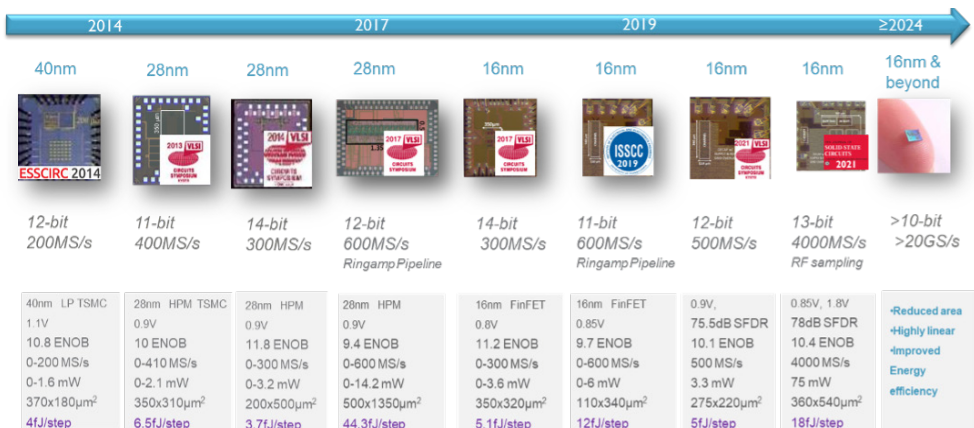 2014 2017 2019 ≥2024
40nm 28nm 28nm 28nm 16nm 16nm 16nm 16nm 16nm &
beyond
ESSCIRC 2014
2013 VLSI
CIRCUITS
SYMPOSIUM
2014 VLSI
CIRCUITS
SYMPOSIUM
2017 VLSI
CIRCUITS
SYMPOSIUM
2017 VLSI
CIRCUITS
SYMPOSIUM
ISSCC
2019
2021 VLSI
CIRCUITS
SYMPOSIUM
SOLID-STATE
CIRCUITS
2021
12-bit
200MS/s
11-bit
400MS/s
14-bit
300MS/s
12-bit
600MS/s
Ringamp Pipeline
14-bit
300MS/s
11-bit
600MS/s
Ringamp Pipeline
12-bit
500MS/s
13-bit
4000MS/s
RF sampling
>10-bit
>20GS/s
40nm LP TSMC
1.1V
10.8 ENOB
0-200 MS/s
0-1.6 mW
370x180µm²
4fJ/step
28nm HPM TSMC
0.9V
10 ENOB
0-410 MS/s
0-2.1 mW
350x310µm²
6.5fJ/step
28nm HPM
0.9V
11.8 ENOB
0-300 MS/s
0-3.2 mW
200x500µm²
3.7fJ/step
28nm HPM
0.9V
9.4 ENOB
0-600 MS/s
0-14.2 mW
500x1350µm²
44.3fJ/step
16nm FinFET
0.8V
11.2 ENOB
0-300 MS/s
0-3.6 mW
350x320µm²
5.1fJ/step
16nm FinFET
0.85V
9.7 ENOB
0-600 MS/s
0-6 mW
110x340µm²
12fJ/step
0.9V,
75.5dB SFDR
10.1 ENOB
500 MS/s
3.3 mW
275x220µm²
5fJ/step
0.85V, 1.8V
78dB SFDR
10.4 ENOB
4000 MS/s
75 mW
360x540µm²
18fJ/step
•Reduced area
•Highly linear
•Improved
Energy
efficiency